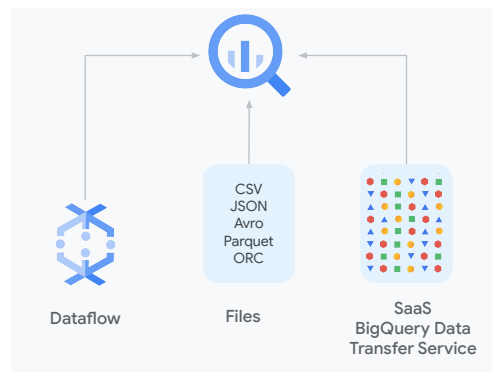 CSV
JSON
Avro
Parquet
ORC
Dataflow
Files
SaaS
BigQuery Data
Transfer Service